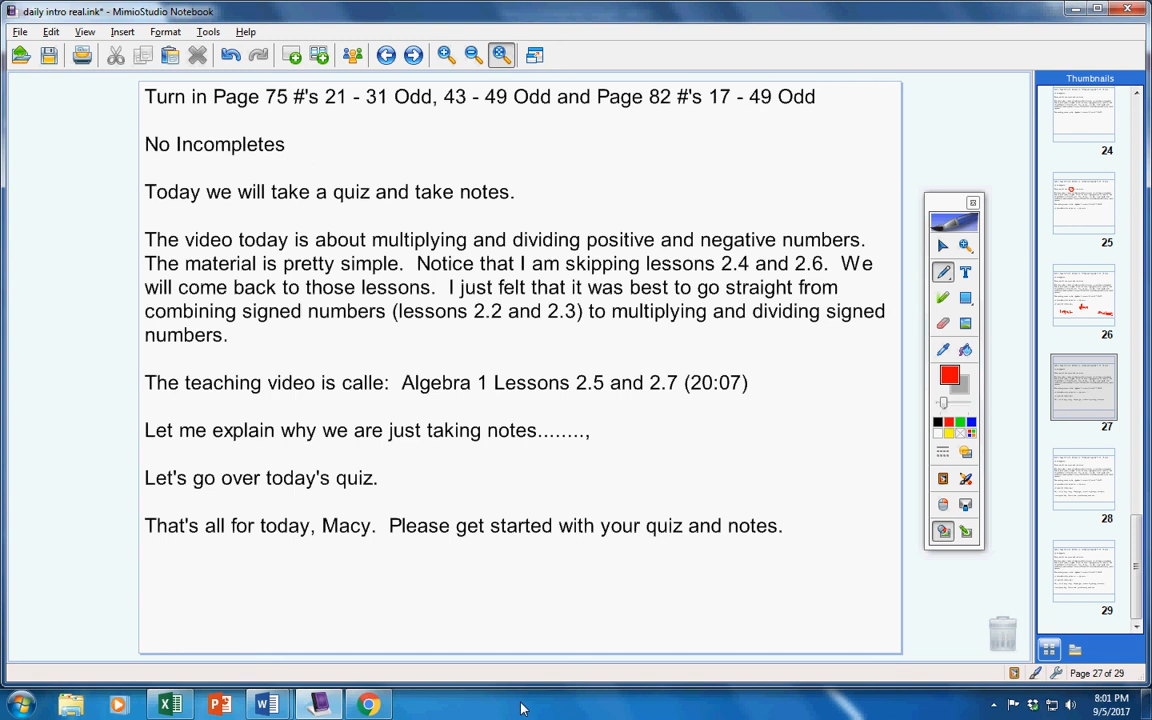 daily intro real.ink* - MimioStudio Notebook
File Edit View Insert Format Tools Help
Turn in Page 75 #'s 21 - 31 Odd, 43 - 49 Odd and Page 82 #'s 17 - 49 Odd
No Incompletes
Today we will take a quiz and take notes.
The video today is about multiplying and dividing positive and negative numbers.
The material is pretty simple.  Notice that I am skipping lessons 2.4 and 2.6.  We
will come back to those lessons.  I just felt that it was best to go straight from
combining signed numbers (lessons 2.2 and 2.3) to multiplying and dividing signed
numbers.
The teaching video is calle:  Algebra 1 Lessons 2.5 and 2.7 (20:07)
Let me explain why we are just taking notes........,
Let's go over today's quiz.
That's all for today, Macy.  Please get started with your quiz and notes.
Thumbnails
24
25
26
27
28
29
Page 27 of 29
8:01 PM
9/5/2017